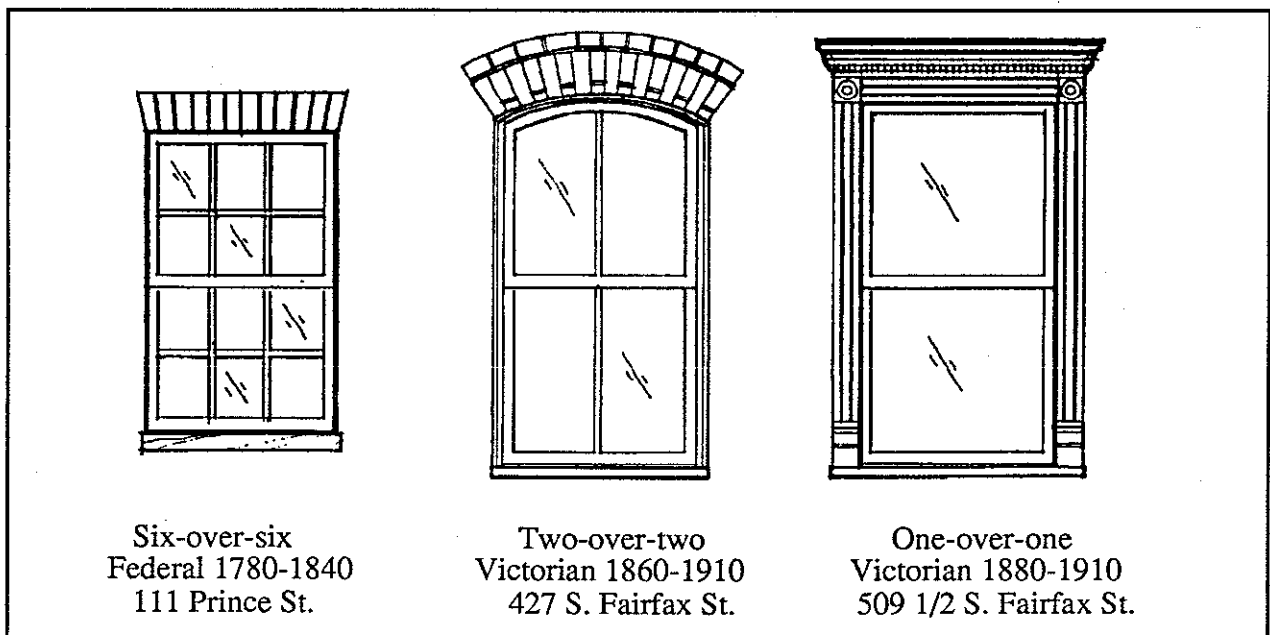 Six-over-six
Federal 1780-1840
111 Prince St.
Two-over-two
Victorian 1860-1910
427 S. Fairfax St.
One-over-one
Victorian 1880-1910
509 1/2 S. Fairfax St.